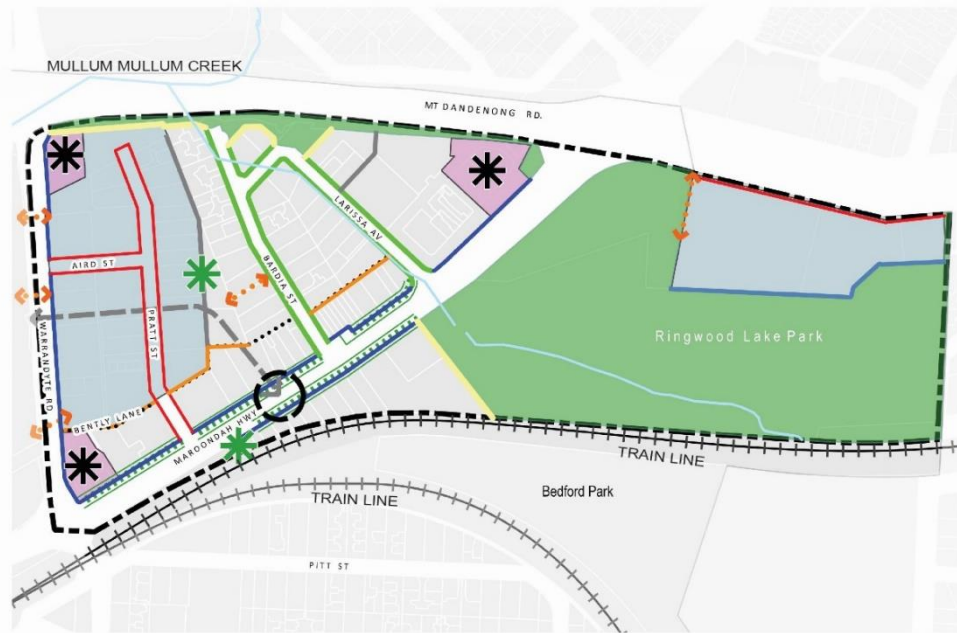 MULLUM MULLUM CREEK
MT DANDENONG RD.
LARISSA AV
BARDIA ST
AIRD ST
PRATT ST
WARRANDYTE RD
Ringwood Lake Park
BENTLY LANE
MAROONDAH HWY
TRAIN LINE
TRAIN LINE
Bedford Park
PITT ST